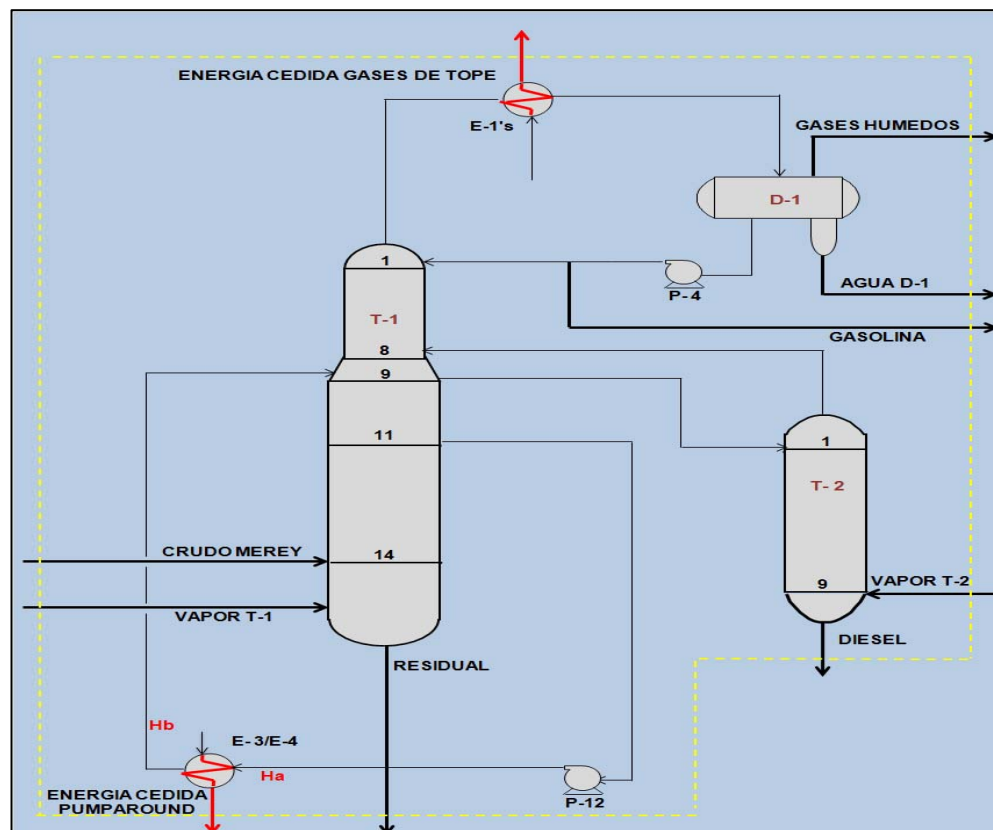 ENERGIA CEDIDA GASES DE TOPE
E-1's
GASES HUMEDOS
D-1
1
P-4
AGUA D-1
T-1
GASOLINA
8
9
11
1
T-2
CRUDO MEREY
14
9
VAPOR T-2
VAPOR T-1
DIESEL
RESIDUAL
Hb
E-3/E-4
Ha
P-12
ENERGIA CEDIDA
PUMPAROUND